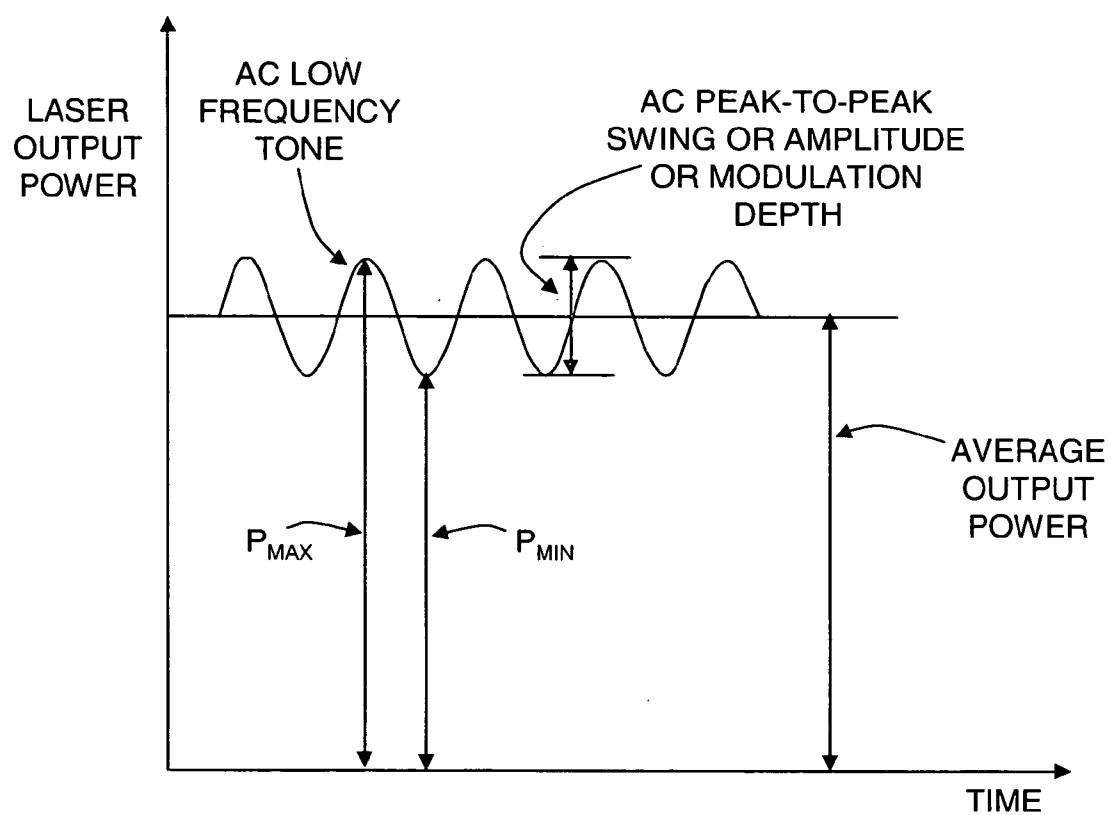 LASER
OUTPUT
POWER
AC LOW
FREQUENCY
TONE
AC PEAK-TO-PEAK
SWING OR AMPLITUDE
OR MODULATION
DEPTH
AVERAGE
OUTPUT
POWER
PMAX
PMIN
TIME